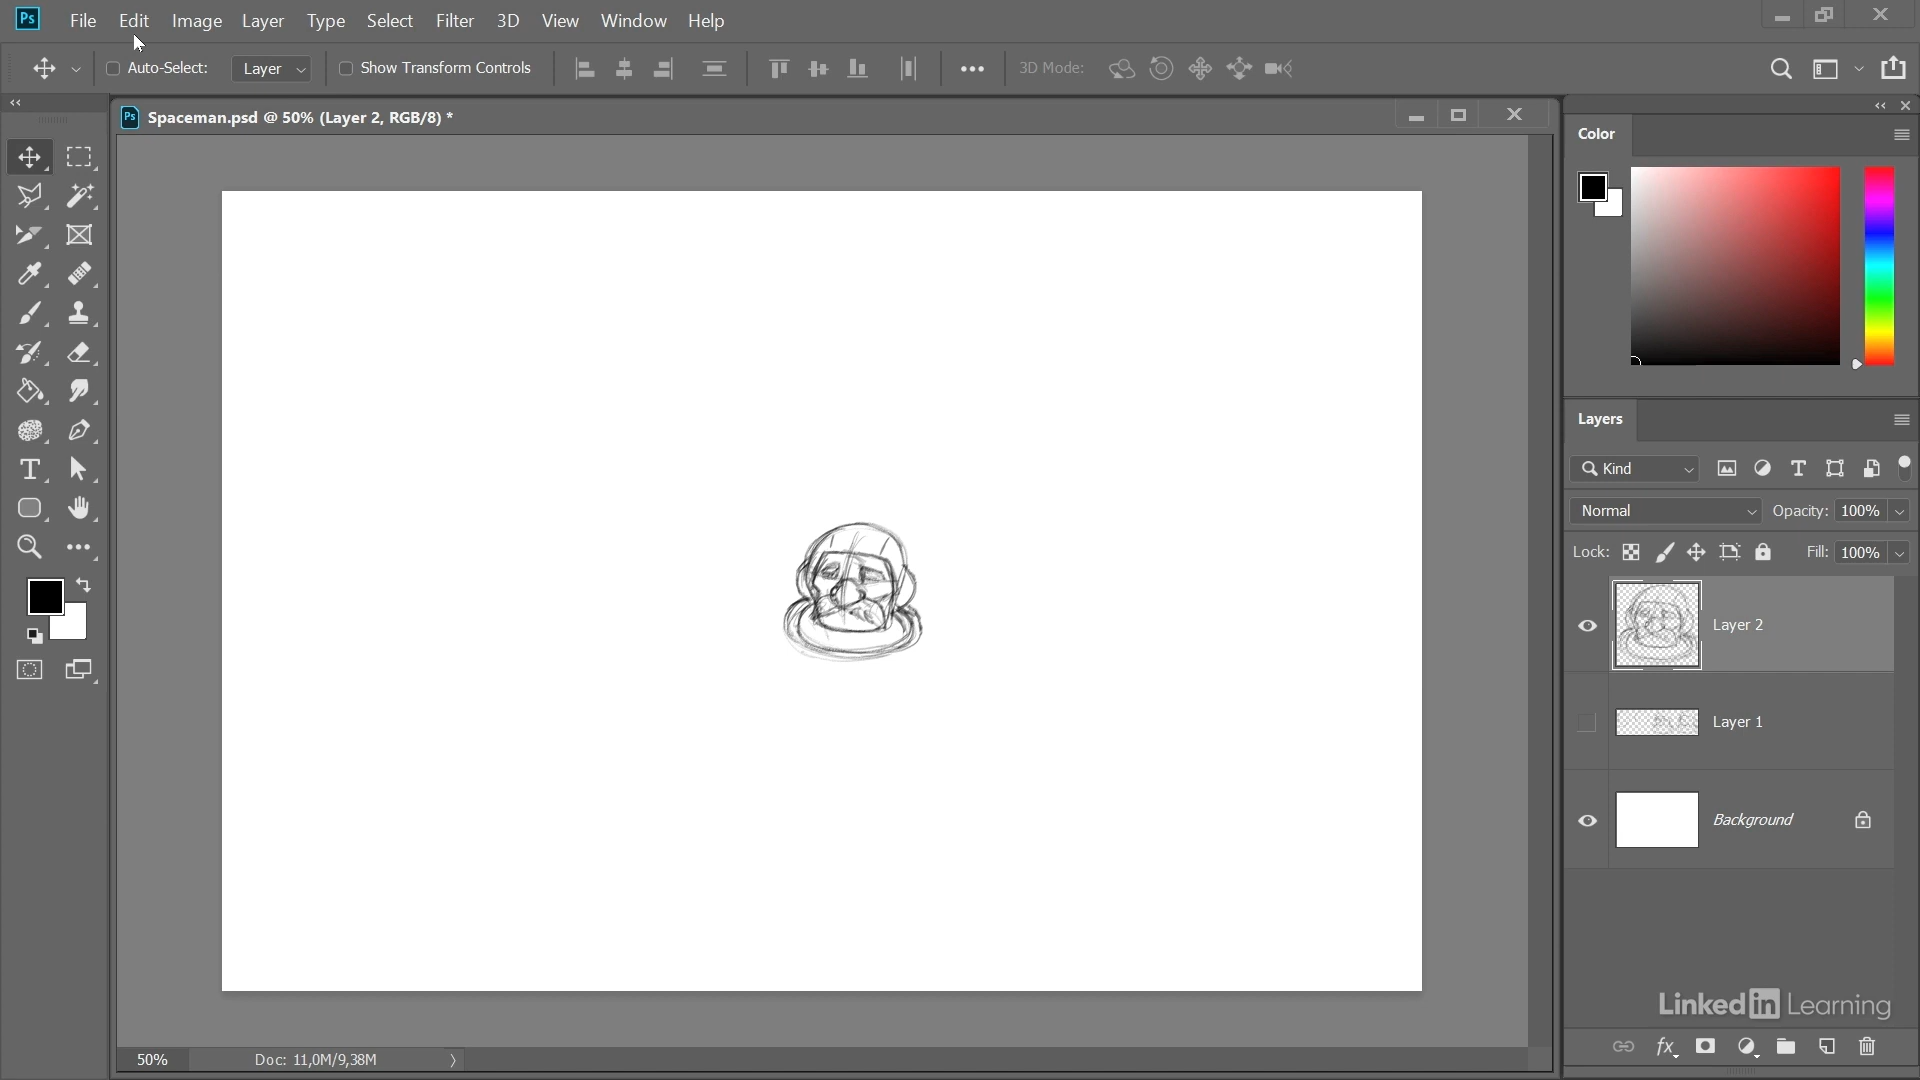 Ps File Edit Image Layer Type Select Filter 3D View Window Help
Auto-Select: Layer Show Transform Controls 3D Mode:
Ps Spaceman.psd @ 50% (Layer 2, RGB/8) *
Color
Layers
Kind
Normal Opacity: 100%
Lock: Fill: 100%
Layer 2
Layer 1
Background
LinkedIn Learning
50% Doc: 11,0M/9,38M
fx